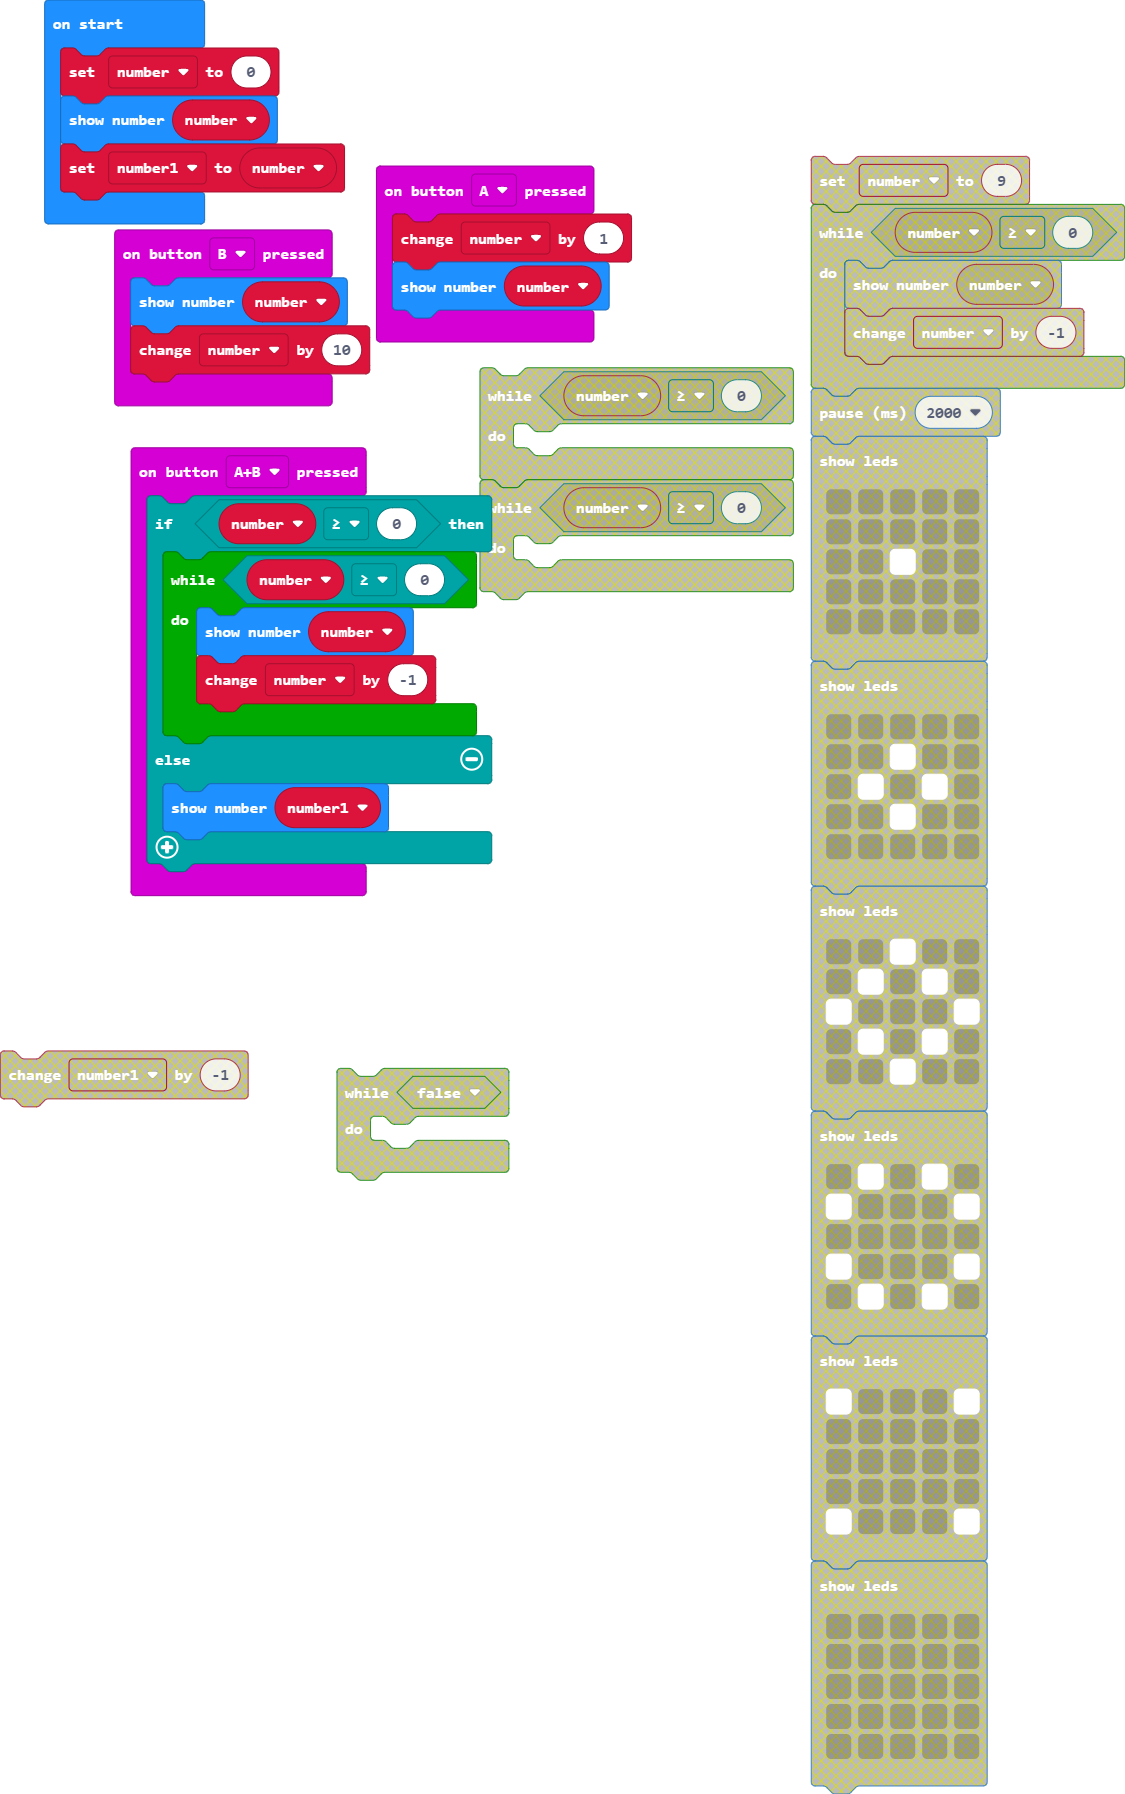 on start
set number to 0
show number number
set number1 to number
on button B pressed
show number number
change number by 10
on button A pressed
change number by 1
show number number
on button A+B pressed
if number ≥ 0 then
while number ≥ 0
do
show number number
change number by -1
else
show number number1
while number ≥ 0
do
while number ≥ 0
do
set number to 9
while number ≥ 0
do
show number number
change number by -1
pause (ms) 2000
show leds
show leds
show leds
show leds
show leds
show leds
change number1 by -1
while false
do